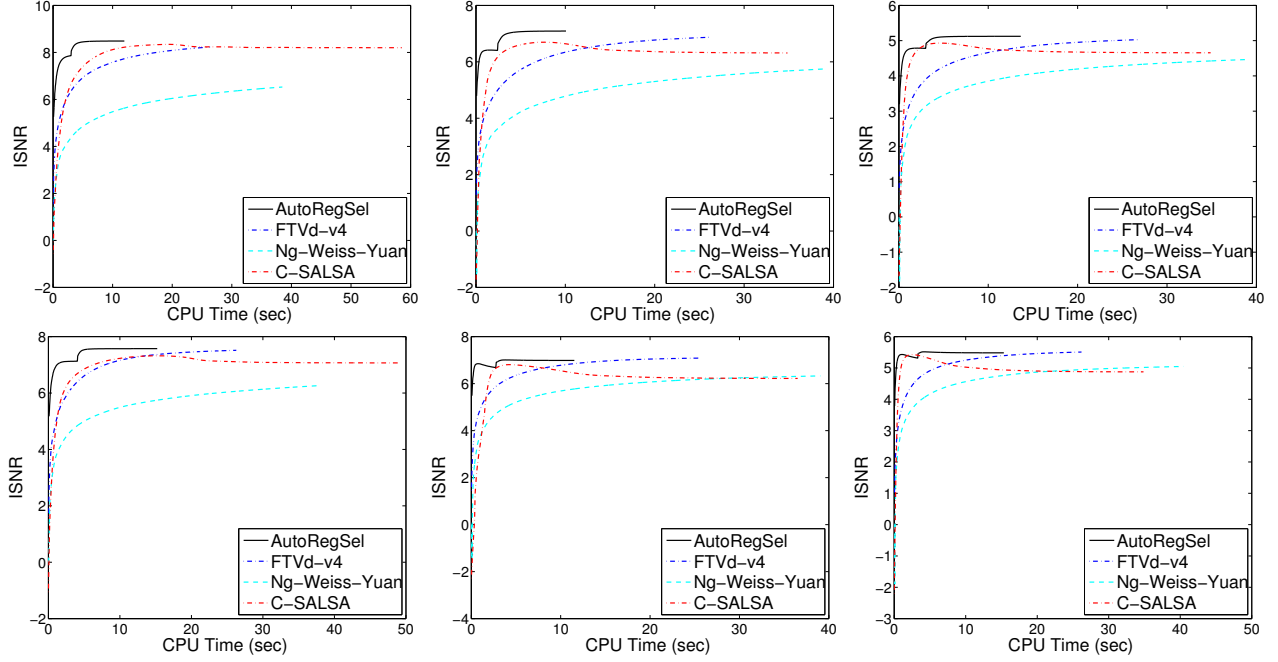 10
8
6
4
2
0
−2
ISNR
AutoRegSel
FTVd−v4
Ng−Weiss−Yuan
C−SALSA
0 10 20 30 40 50 60
CPU Time (sec)
8
6
4
2
0
−2
ISNR
AutoRegSel
FTVd−v4
Ng−Weiss−Yuan
C−SALSA
0 10 20 30 40
CPU Time (sec)
6
5
4
3
2
1
0
−1
−2
ISNR
AutoRegSel
FTVd−v4
Ng−Weiss−Yuan
C−SALSA
0 10 20 30 40
CPU Time (sec)
8
6
4
2
0
−2
ISNR
AutoRegSel
FTVd−v4
Ng−Weiss−Yuan
C−SALSA
0 10 20 30 40 50
CPU Time (sec)
8
6
4
2
0
−2
−4
ISNR
AutoRegSel
FTVd−v4
Ng−Weiss−Yuan
C−SALSA
0 10 20 30 40
CPU Time (sec)
6
5
4
3
2
1
0
−1
−2
−3
ISNR
AutoRegSel
FTVd−v4
Ng−Weiss−Yuan
C−SALSA
0 10 20 30 40 50
CPU Time (sec)